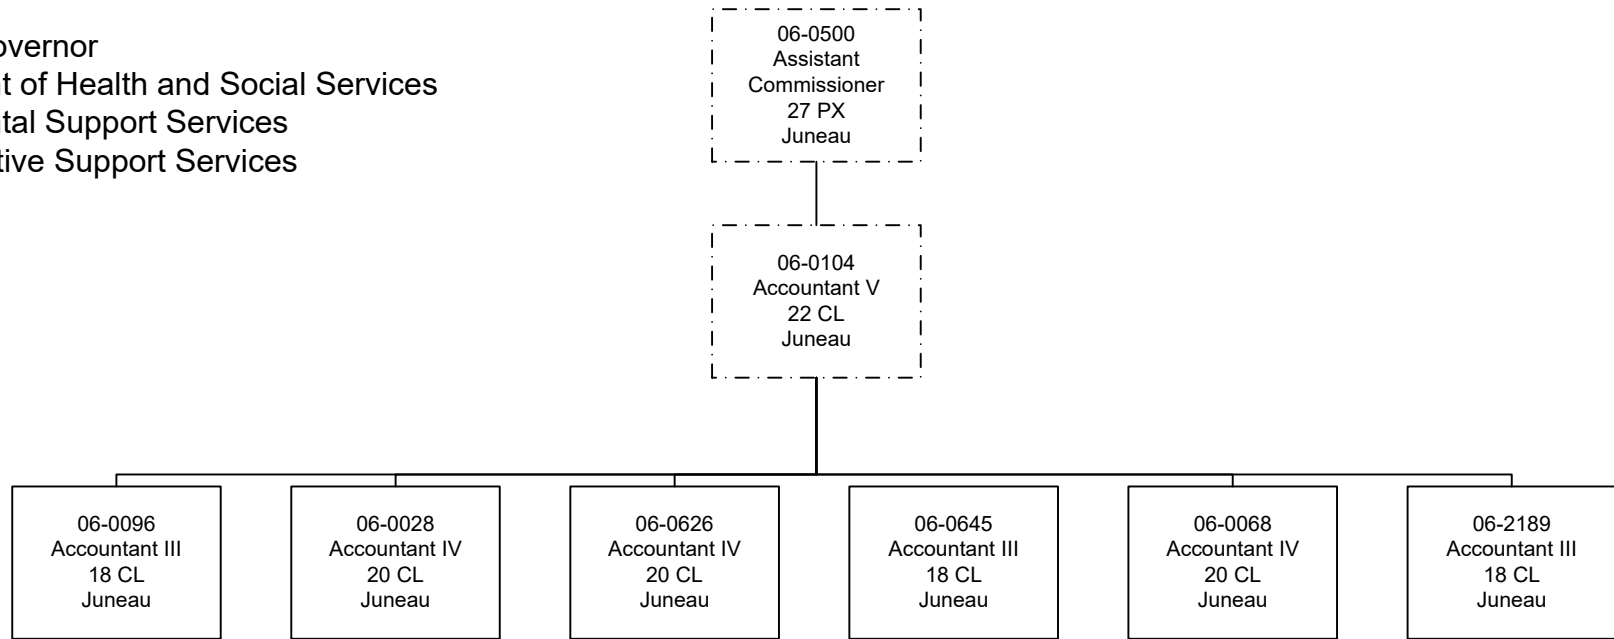 overnor
t of Health and Social Services
tal Support Services
tive Support Services
06-0500
Assistant
Commissioner
27 PX
Juneau
06-0104
Accountant V
22 CL
Juneau
06-0096
Accountant III
18 CL
Juneau
06-0028
Accountant IV
20 CL
Juneau
06-0626
Accountant IV
20 CL
Juneau
06-0645
Accountant III
18 CL
Juneau
06-0068
Accountant IV
20 CL
Juneau
06-2189
Accountant III
18 CL
Juneau